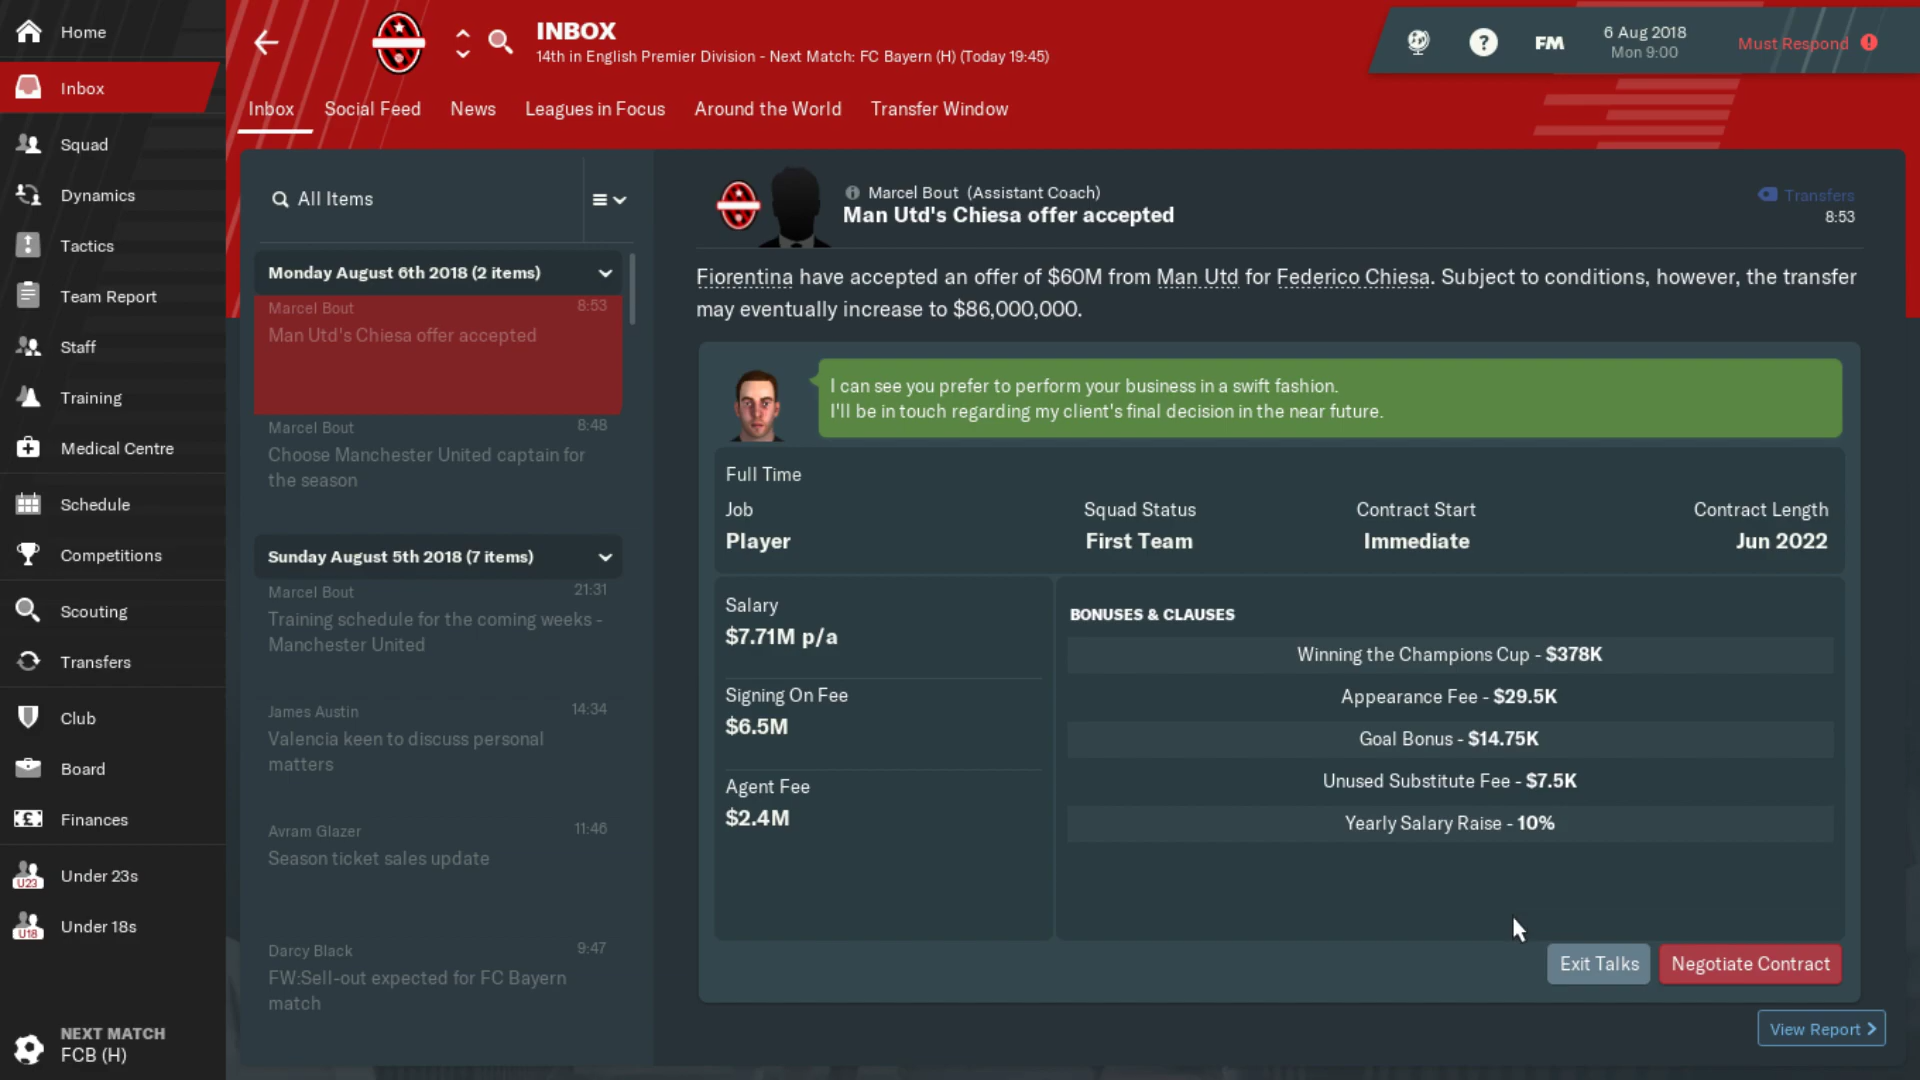 Home
Inbox
Squad
Dynamics
Tactics
Team Report
Staff
Training
Medical Centre
Schedule
Competitions
Scouting
Transfers
Club
Board
Finances
U23
Under 23s
U18
Under 18s
NEXT MATCH
FCB (H)
INBOX
14th in English Premier Division - Next Match: FC Bayern (H) (Today 19:45)
?
FM
6 Aug 2018
Mon 9:00
Must Respond
Inbox
Social Feed
News
Leagues in Focus
Around the World
Transfer Window
All Items
Monday August 6th 2018 (2 items)
Marcel Bout 8:53
Man Utd's Chiesa offer accepted
Marcel Bout 8:48
Choose Manchester United captain for
the season
Sunday August 5th 2018 (7 items)
Marcel Bout 21:31
Training schedule for the coming weeks -
Manchester United
James Austin 14:34
Valencia keen to discuss personal
matters
Avram Glazer 11:46
Season ticket sales update
Darcy Black 9:47
FW:Sell-out expected for FC Bayern
match
Marcel Bout (Assistant Coach)
Man Utd's Chiesa offer accepted
Transfers
8:53
Fiorentina have accepted an offer of $60M from Man Utd for Federico Chiesa. Subject to conditions, however, the transfer
may eventually increase to $86,000,000.
I can see you prefer to perform your business in a swift fashion.
I'll be in touch regarding my client's final decision in the near future.
Full Time
Job Squad Status Contract Start Contract Length
Player First Team Immediate Jun 2022
Salary
$7.71M p/a
Signing On Fee
$6.5M
Agent Fee
$2.4M
BONUSES & CLAUSES
Winning the Champions Cup - $378K
Appearance Fee - $29.5K
Goal Bonus - $14.75K
Unused Substitute Fee - $7.5K
Yearly Salary Raise - 10%
Exit Talks
Negotiate Contract
View Report